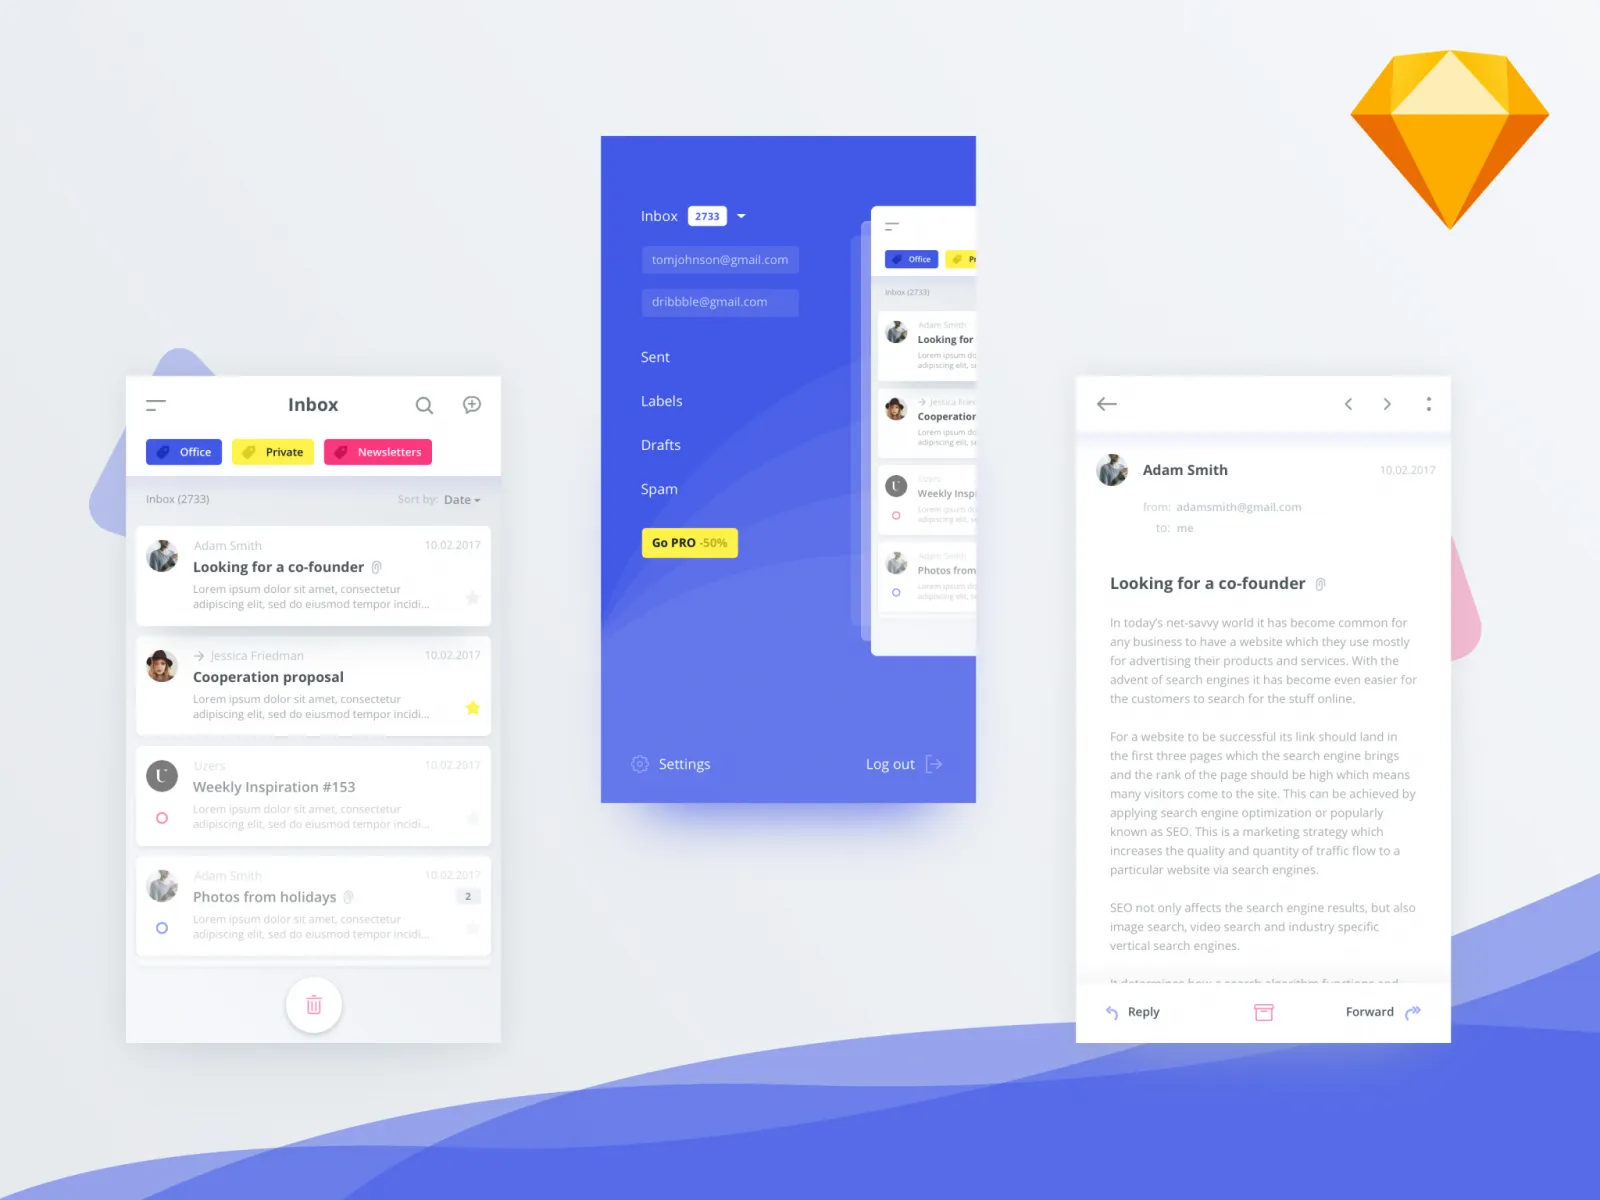 Inbox
Office Private Newsletters
Inbox (2733) Sort by: Date
Adam Smith 10.02.2017
Looking for a co-founder
Lorem ipsum dolor sit amet, consectetur
adipiscing elit, sed do eiusmod tempor incidi...
Jessica Friedman 10.02.2017
Cooperation proposal
Lorem ipsum dolor sit amet, consectetur
adipiscing elit, sed do eiusmod tempor incidi...
Uzers 10.02.2017
U
Weekly Inspiration #153
Lorem ipsum dolor sit amet, consectetur
adipiscing elit, sed do eiusmod tempor incidi...
Adam Smith 10.02.2017
Photos from holidays 2
Lorem ipsum dolor sit amet, consectetur
adipiscing elit, sed do eiusmod tempor incidi...
Inbox 2733
tomjohnson@gmail.com
dribbble@gmail.com
Sent
Labels
Drafts
Spam
Go PRO -50%
Settings
Log out
Office Pr
Inbox (2733)
Adam Smith
Looking for
Lorem ipsum do
adipiscing elit, se
Jessica Fried
Cooperation
Lorem ipsum do
adipiscing elit, se
Uzers
U
Weekly Inspi
Lorem ipsum do
adipiscing elit, se
Adam Smith
Photos from
Lorem ipsum do
adipiscing elit, se
Adam Smith 10.02.2017
from: adamsmith@gmail.com
to: me
Looking for a co-founder
In today's net-savvy world it has become common for
any business to have a website which they use mostly
for advertising their products and services. With the
advent of search engines it has become even easier for
the customers to search for the stuff online.
For a website to be successful its link should land in
the first three pages which the search engine brings
and the rank of the page should be high which means
many visitors come to the site. This can be achieved by
applying search engine optimization or popularly
known as SEO. This is a marketing strategy which
increases the quality and quantity of traffic flow to a
particular website via search engines.
SEO not only affects the search engine results, but also
image search, video search and industry specific
vertical search engines.
It determines how a search algorithm functions and
Reply
Forward